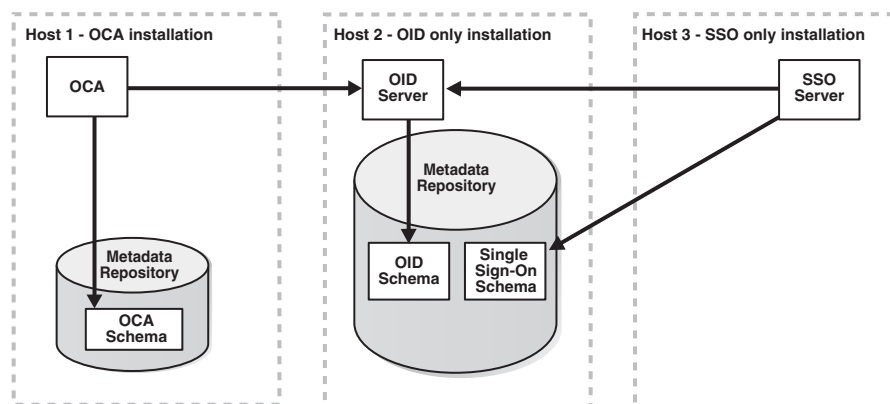 Host 1 - OCA installation
OCA
Metadata
Repository
OCA
Schema
Host 2 - OID only installation
OID
Server
Metadata
Repository
OID
Schema
Single
Sign-On
Schema
Host 3 - SSO only installation
SSO
Server